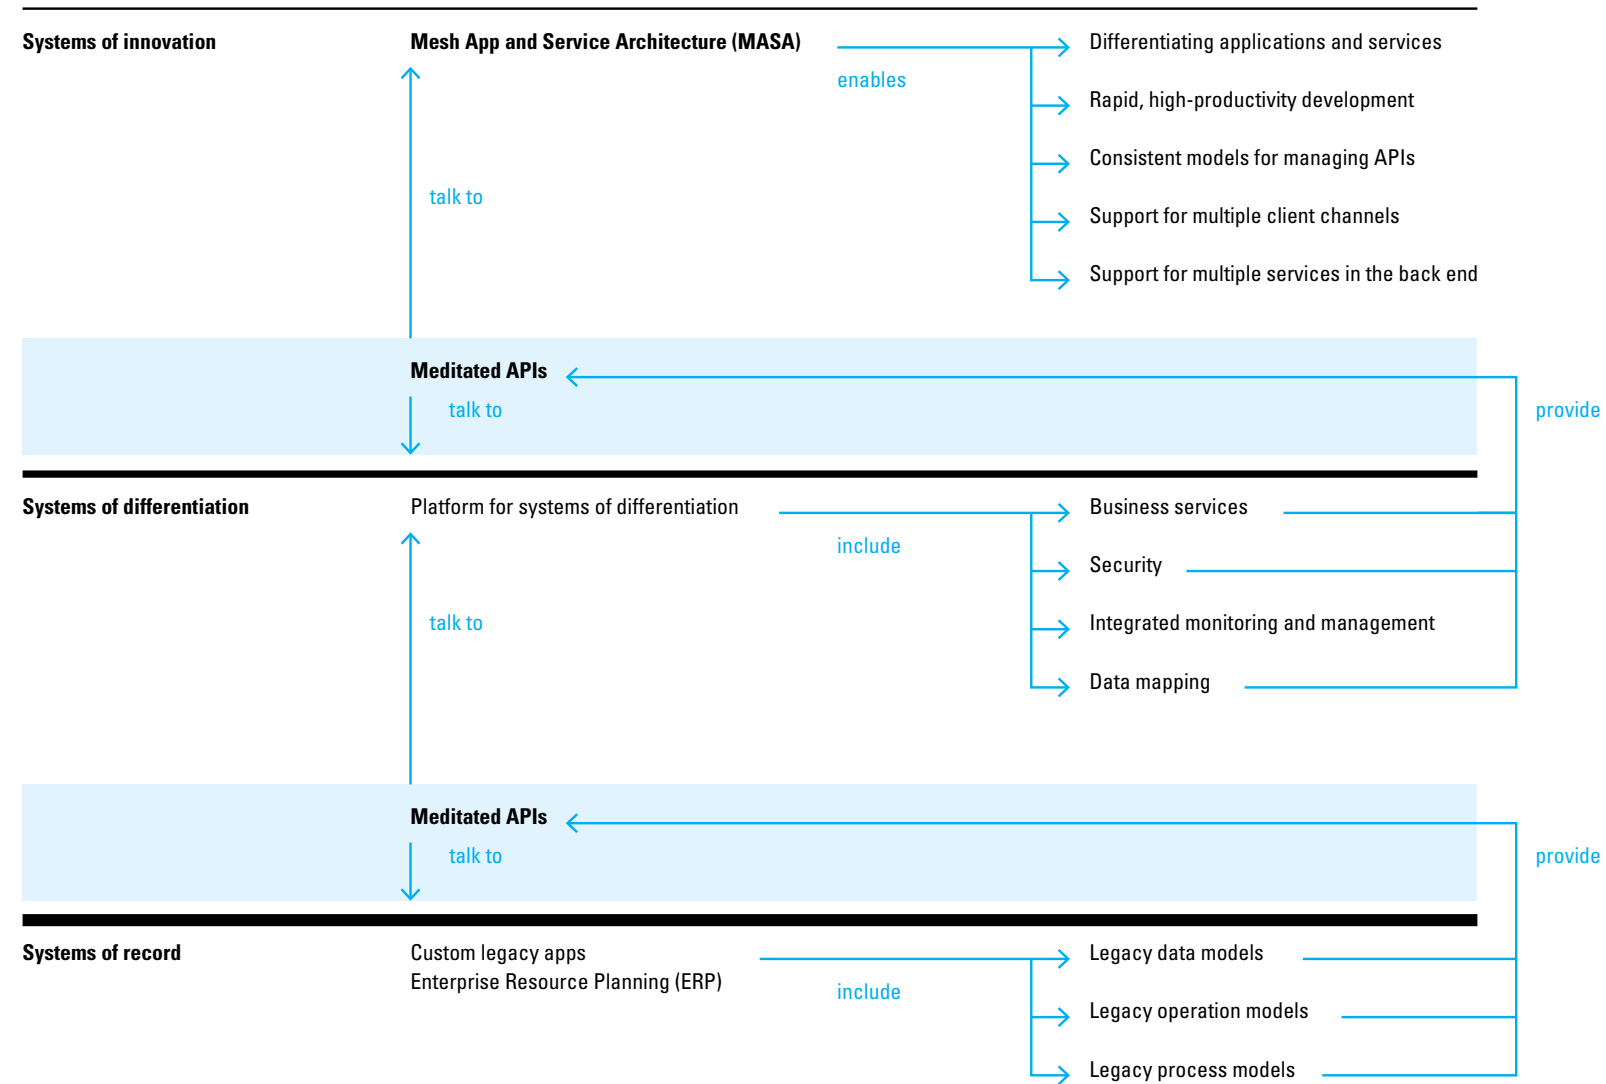 Systems of innovation
Mesh App and Service Architecture (MASA)
enables
Differentiating applications and services
Rapid, high-productivity development
Consistent models for managing APIs
Support for multiple client channels
Support for multiple services in the back end
talk to
Meditated APIs
talk to
provide
Systems of differentiation
Platform for systems of differentiation
include
Business services
Security
Integrated monitoring and management
Data mapping
talk to
Meditated APIs
talk to
provide
Systems of record
Custom legacy apps
Enterprise Resource Planning (ERP)
include
Legacy data models
Legacy operation models
Legacy process models